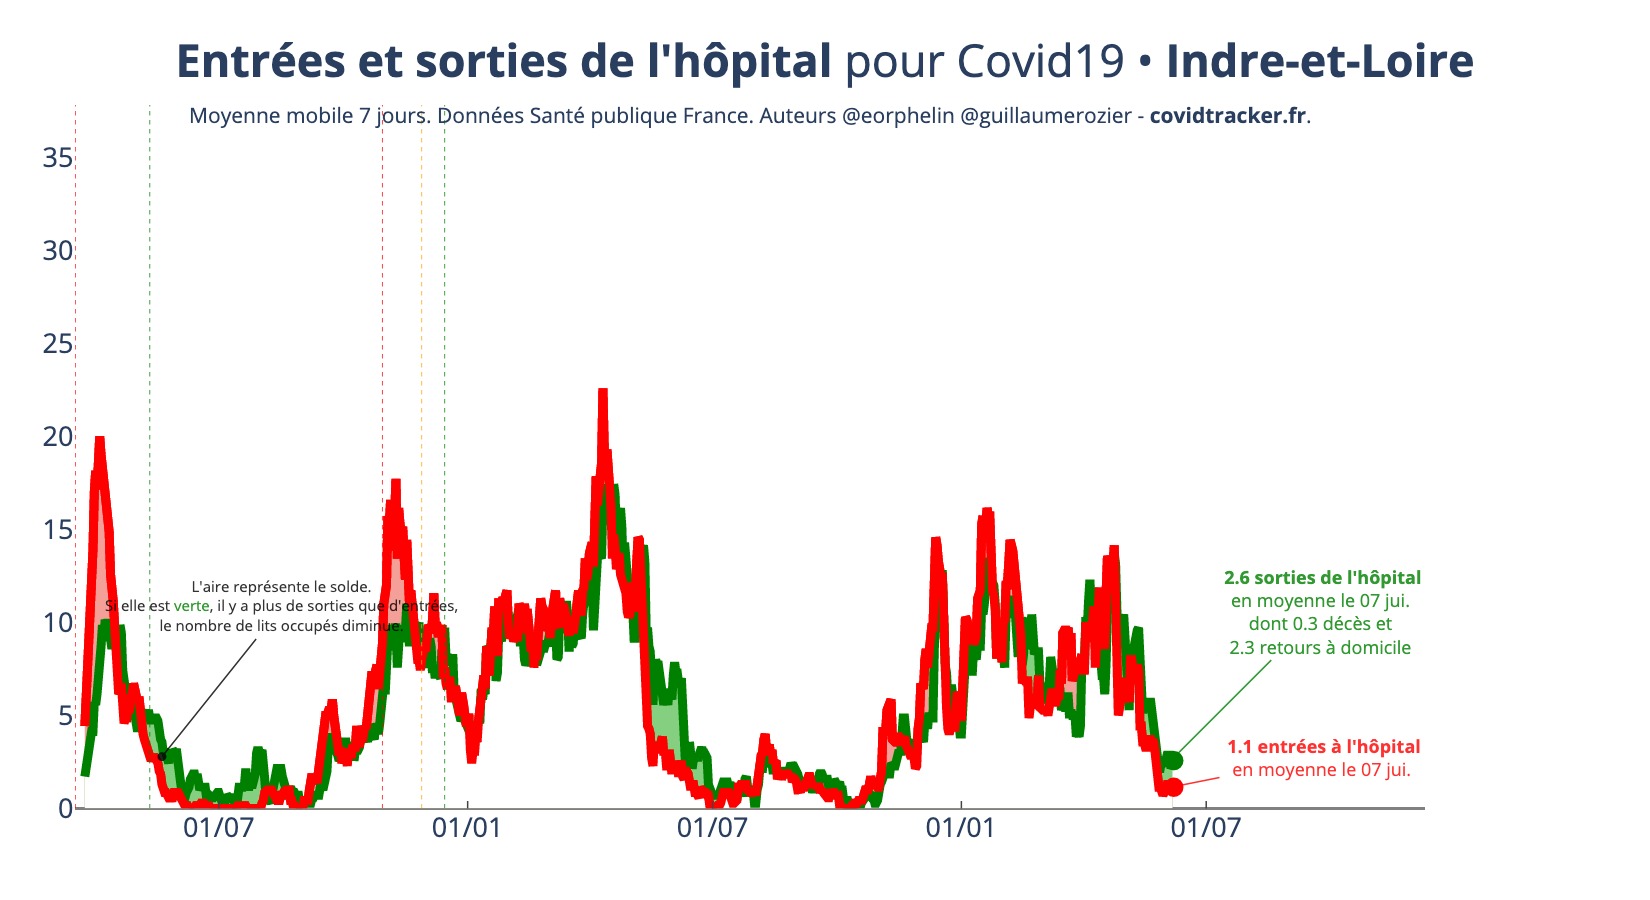 Entrées et sorties de l'hôpital pour Covid19 • Indre-et-Loire
Moyenne mobile 7 jours. Données Santé publique France. Auteurs @eorphelin @guillaumerozier - covidtracker.fr.
35
30
25
20
15
10
5
0
L'aire représente le solde.
Si elle est verte, il y a plus de sorties que d'entrées,
le nombre de lits occupés diminue.
2.6 sorties de l'hôpital
en moyenne le 07 jui.
dont 0.3 décès et
2.3 retours à domicile
1.1 entrées à l'hôpital
en moyenne le 07 jui.
01/07
01/01
01/07
01/01
01/07